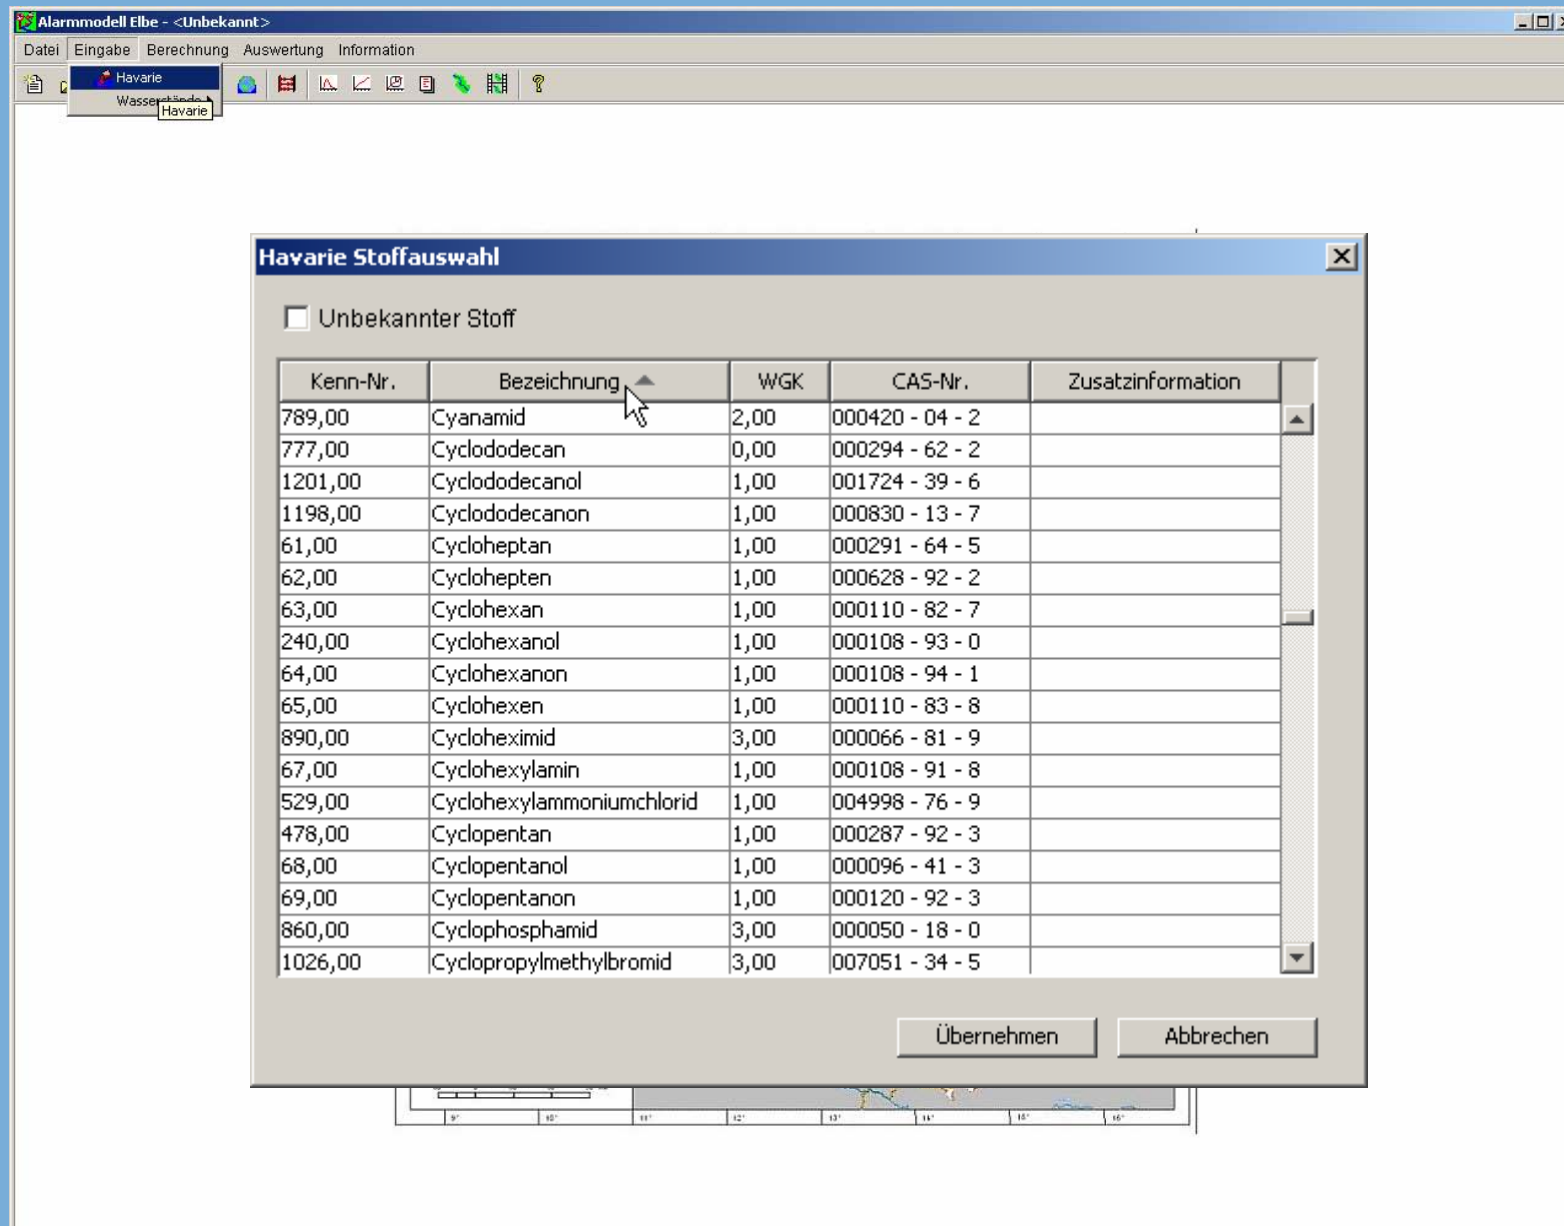 Alarmmodell Elbe - <Unbekannt>
Datei Eingabe Berechnung Auswertung Information
Havarie
Havarie
Havarie Stoffauswahl
Unbekannter Stoff
Kenn-Nr. Bezeichnung WGK CAS-Nr. Zusatzinformation
789,00 Cyanamid 2,00 000420 - 04 - 2
777,00 Cyclododecan 0,00 000294 - 62 - 2
1201,00 Cyclododecanol 1,00 001724 - 39 - 6
1198,00 Cyclododecanon 1,00 000830 - 13 - 7
61,00 Cycloheptan 1,00 000291 - 64 - 5
62,00 Cyclohepten 1,00 000628 - 92 - 2
63,00 Cyclohexan 1,00 000110 - 82 - 7
240,00 Cyclohexanol 1,00 000108 - 93 - 0
64,00 Cyclohexanon 1,00 000108 - 94 - 1
65,00 Cyclohexen 1,00 000110 - 83 - 8
890,00 Cycloheximid 3,00 000066 - 81 - 9
67,00 Cyclohexylamin 1,00 000108 - 91 - 8
529,00 Cyclohexylammoniumchlorid 1,00 004998 - 76 - 9
478,00 Cyclopentan 1,00 000287 - 92 - 3
68,00 Cyclopentanol 1,00 000096 - 41 - 3
69,00 Cyclopentanon 1,00 000120 - 92 - 3
860,00 Cyclophosphamid 3,00 000050 - 18 - 0
1026,00 Cyclopropylmethylbromid 3,00 007051 - 34 - 5
Übernehmen Abbrechen
9° 10° 11° 12° 13° 14° 15° 16°